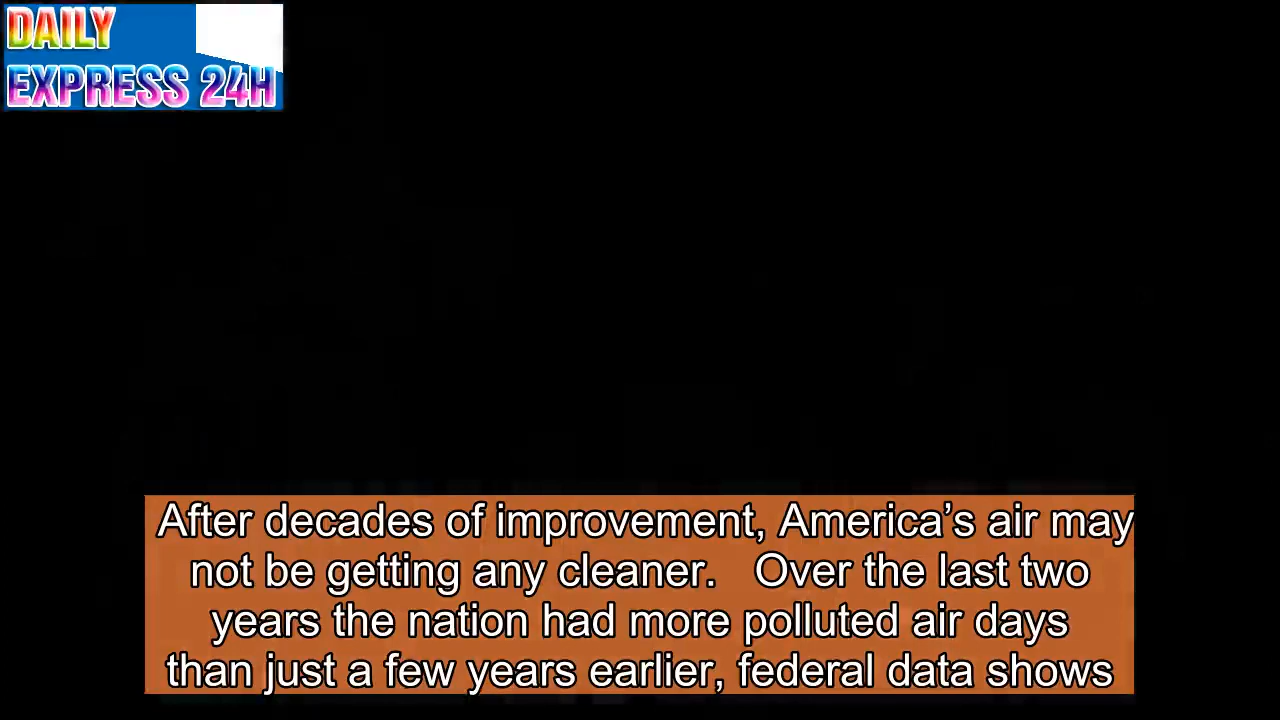 DAILY
EXPRESS 24H
After decades of improvement, America’s air may
not be getting any cleaner.   Over the last two
years the nation had more polluted air days
than just a few years earlier, federal data shows